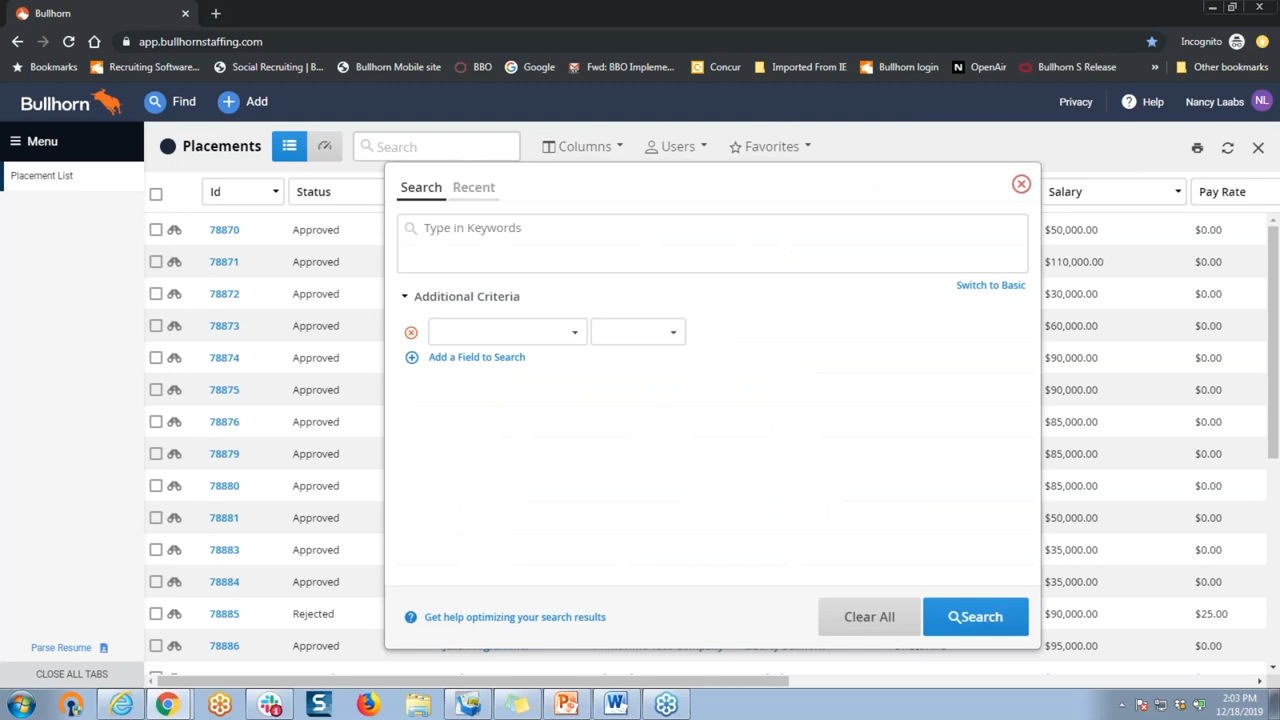 Bullhorn
app.bullhornstaffing.com
Incognito
Bookmarks
Recruiting Software...
Social Recruiting | B...
Bullhorn Mobile site
BBO
Google
Fwd: BBO Impleme...
Concur
Imported From IE
Bullhorn login
OpenAir
Bullhorn S Release
»
Other bookmarks
Bullhorn
Find
Add
Privacy
Help
Nancy Laabs
NL
Menu
Placement List
Placements
Search
Columns
Users
Favorites
Id
Status
Salary
Pay Rate
Search
Recent
Type in Keywords
Switch to Basic
Additional Criteria
Add a Field to Search
Get help optimizing your search results
Clear All
Search
78870 Approved $50,000.00 $0.00
78871 Approved $110,000.00 $0.00
78872 Approved $30,000.00 $0.00
78873 Approved $60,000.00 $0.00
78874 Approved $90,000.00 $0.00
78875 Approved $90,000.00 $0.00
78876 Approved $85,000.00 $0.00
78879 Approved $85,000.00 $0.00
78880 Approved $85,000.00 $0.00
78881 Approved $50,000.00 $0.00
78883 Approved $35,000.00 $0.00
78884 Approved $35,000.00 $0.00
78885 Rejected $90,000.00 $25.00
78886 Approved $95,000.00 $0.00
Parse Resume
CLOSE ALL TABS
2:03 PM
12/18/2019